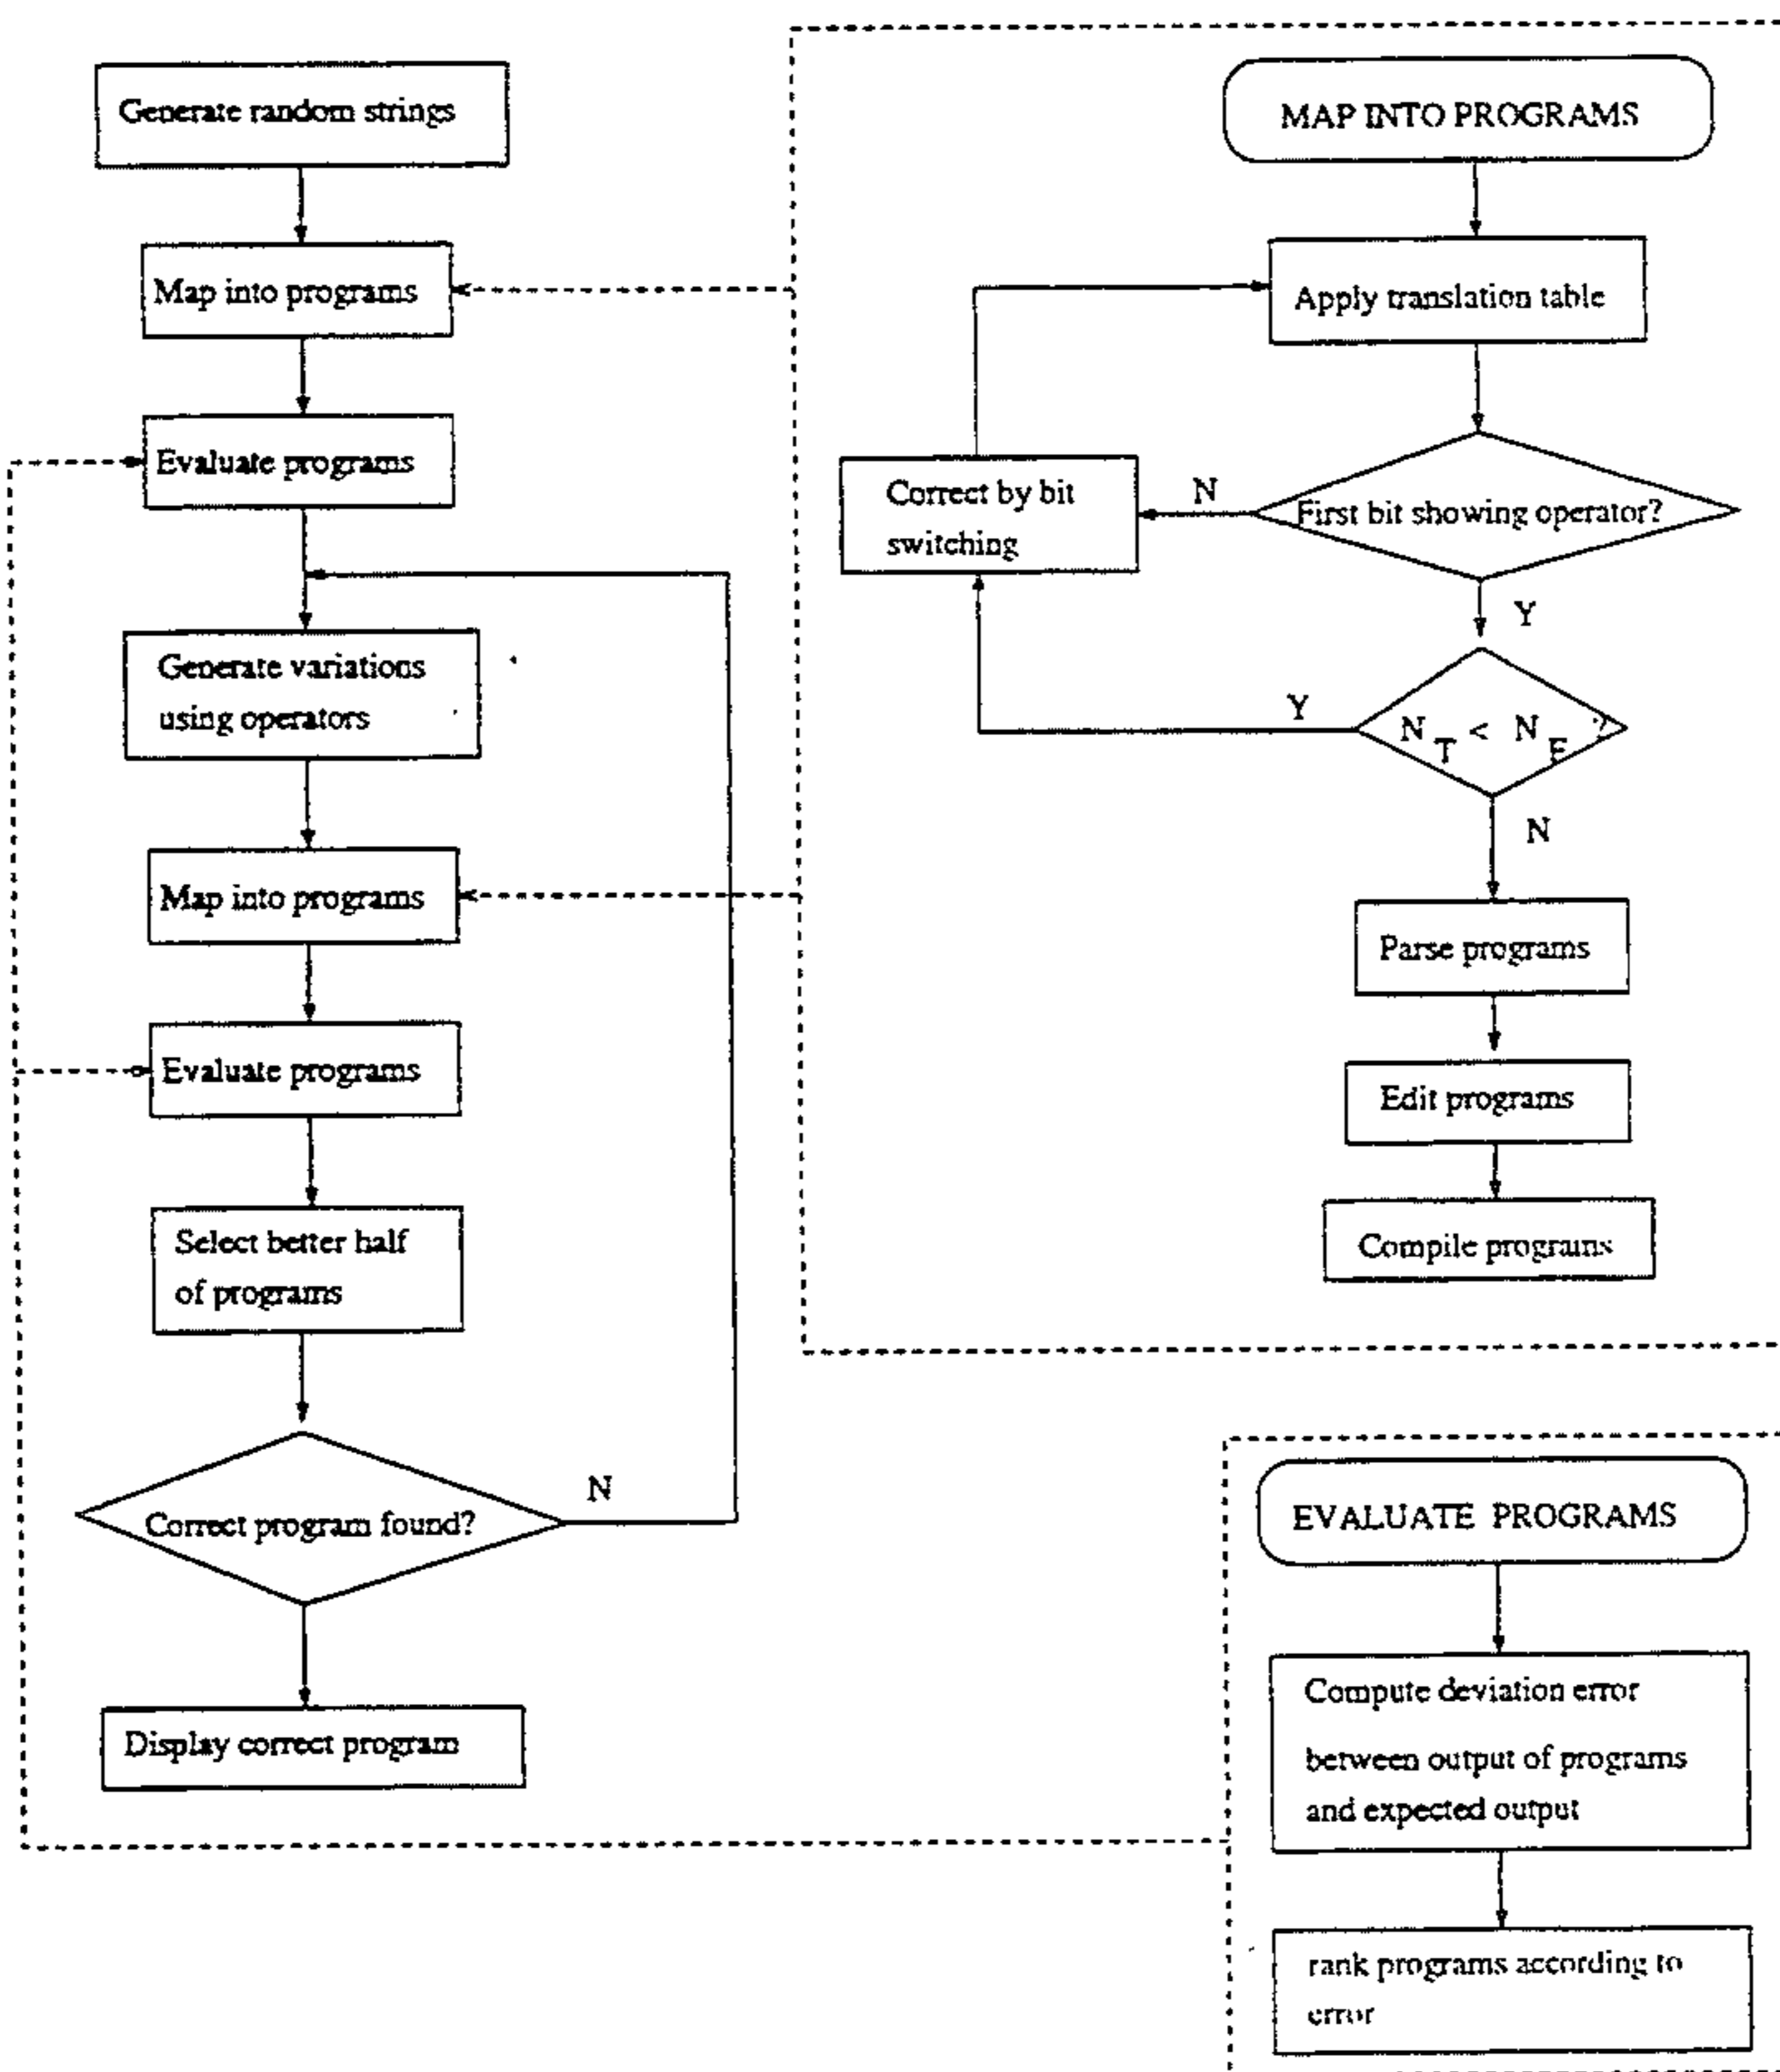 Generate random strings
Map into programs
Evaluate programs
Generate variations
using operators
Map into programs
Evaluate programs
Select better half
of programs
N
Correct program found?
Display correct program
MAP INTO PROGRAMS
Apply translation table
Correct by bit
switching
N
First bit showing operator?
Y
Y
N T < N F ?
N
Parse programs
Edit programs
Compile programs
EVALUATE PROGRAMS
Compute deviation error
between output of programs
and expected output
rank programs according to
error